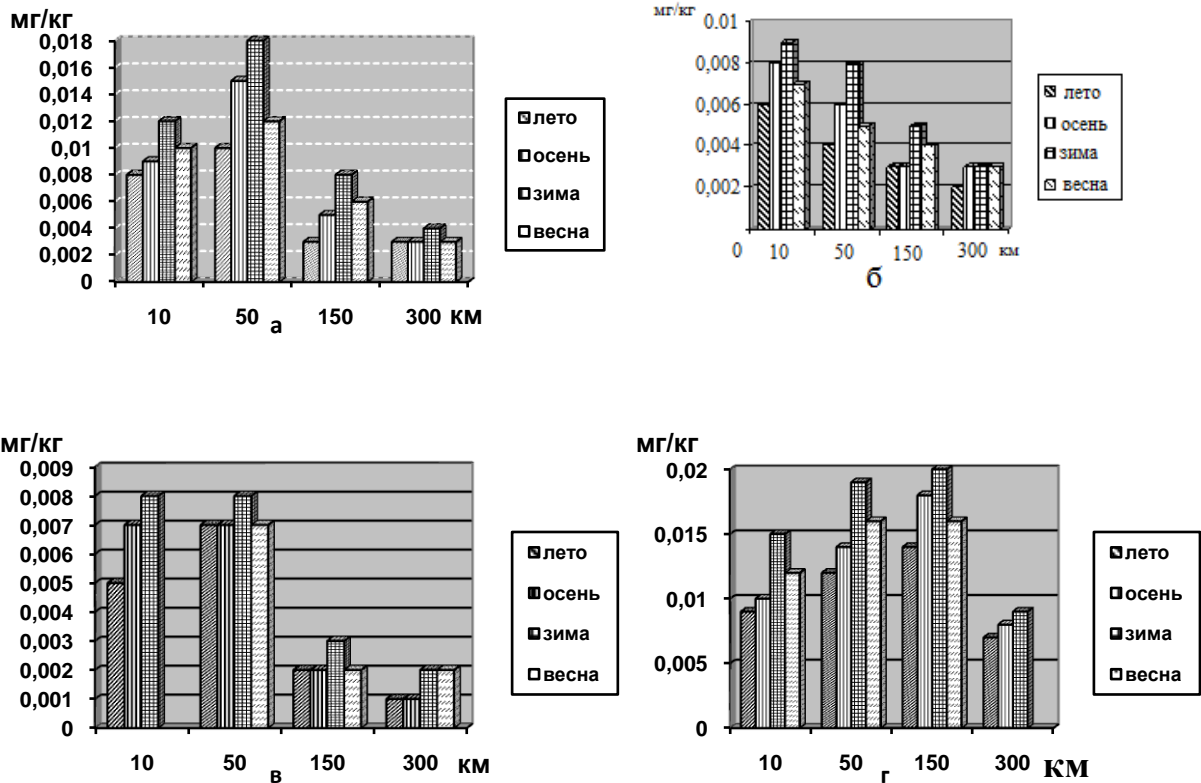 мг/кг
0,018
0,016
0,014
0,012
0,01
0,008
0,006
0,004
0,002
0
10 50 150 300 км
а
лето
осень
зима
весна
мг/кг
0.01
0,008
0,006
0,004
0,002
0 10 50 150 300 км
б
лето
осень
зима
весна
мг/кг
0,009
0,008
0,007
0,006
0,005
0,004
0,003
0,002
0,001
0
10 50 150 300 км
в
лето
осень
зима
весна
мг/кг
0,02
0,015
0,01
0,005
0
10 50 150 300 км
г
лето
осень
зима
весна